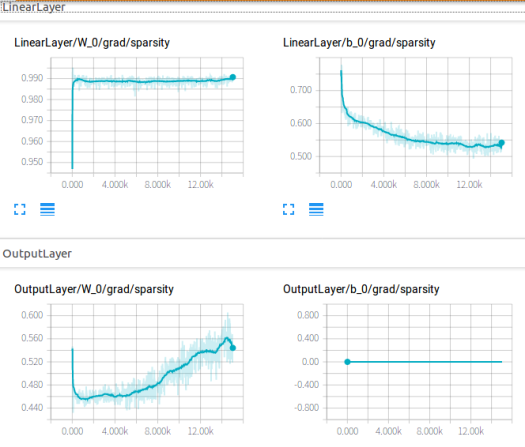 LinearLayer
LinearLayer/W_0/grad/sparsity LinearLayer/b_0/grad/sparsity
0.990
0.980
0.970
0.960
0.950
0.000 4.000k 8.000k 12.00k
0.700
0.600
0.500
0.000 4.000k 8.000k 12.00k
OutputLayer
OutputLayer/W_0/grad/sparsity OutputLayer/b_0/grad/sparsity
0.600
0.560
0.520
0.480
0.440
0.000 4.000k 8.000k 12.00k
0.800
0.400
0.00
-0.400
-0.800
0.000 4.000k 8.000k 12.00k